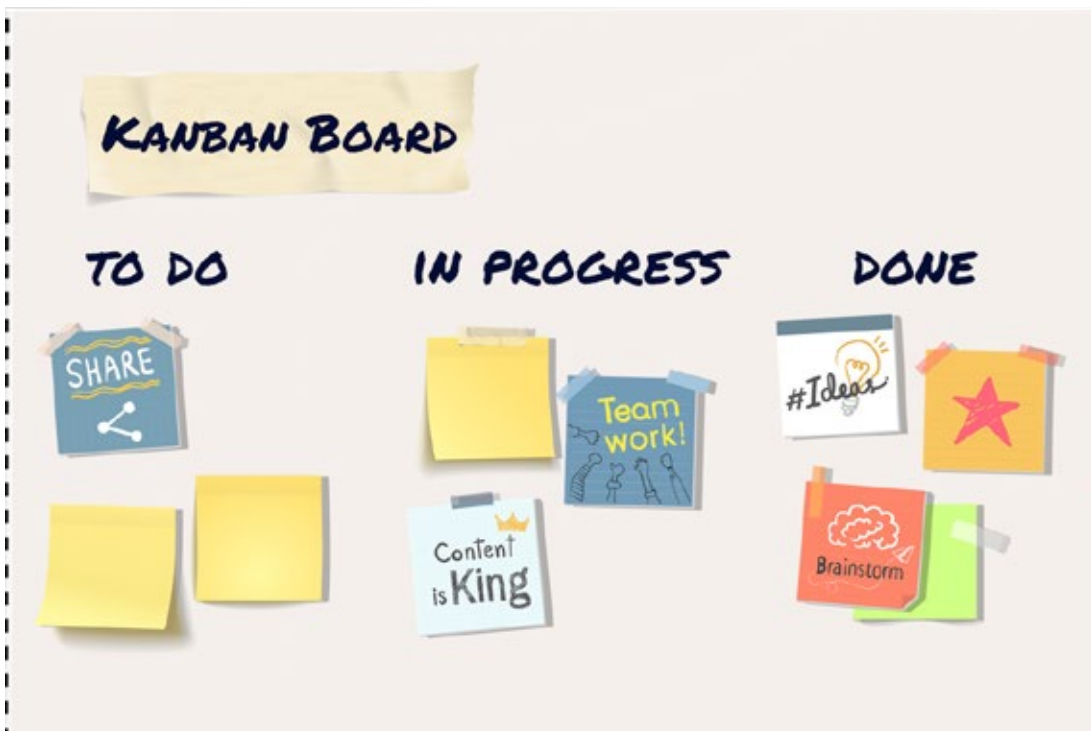 KANBAN BOARD
TO DO
IN PROGRESS
DONE
SHARE
Team
work!
Content
is King
#Ideas
Brainstorm